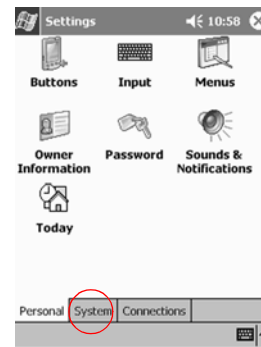 Settings 10:58
Buttons Input Menus
Owner Information Password Sounds & Notifications
Today
Personal System Connections